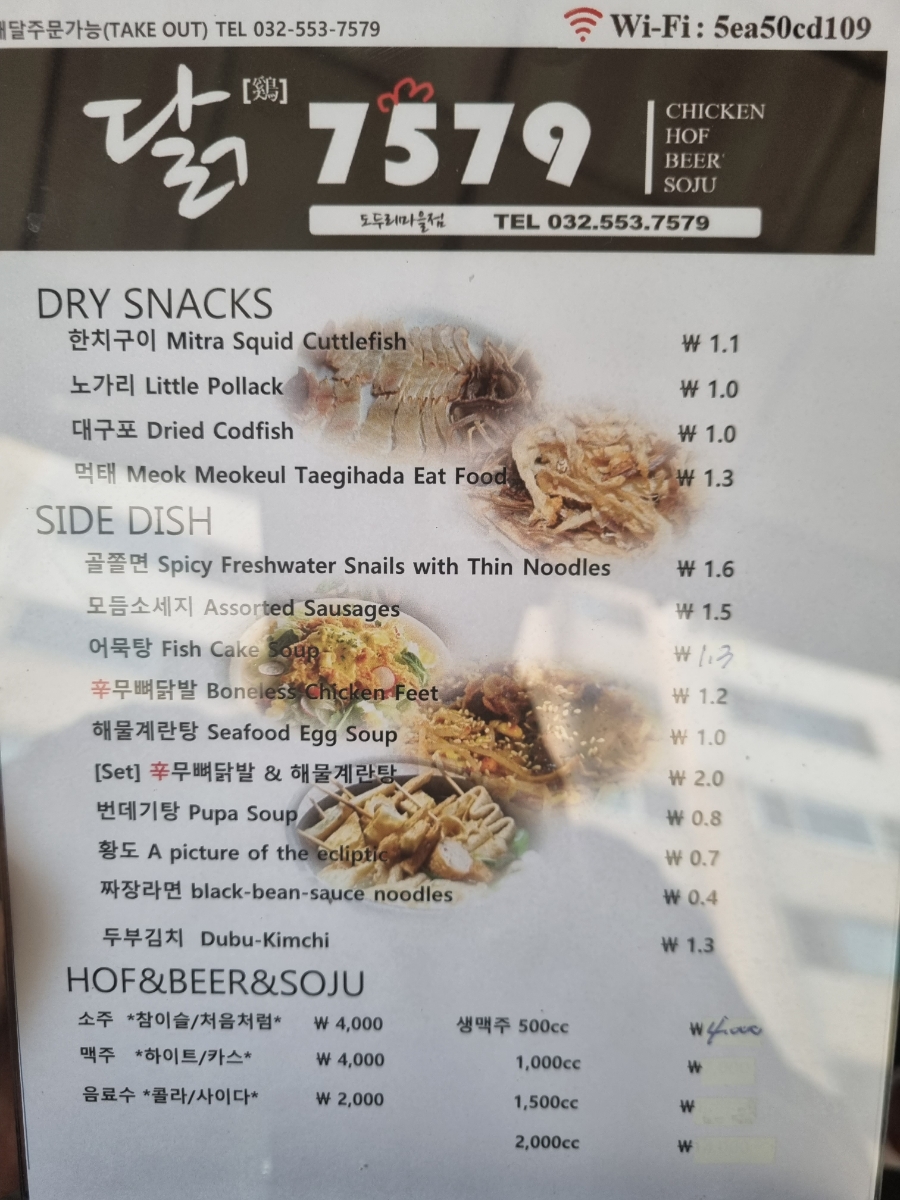 배달주문가능(TAKE OUT) TEL 032-553-7579
Wi-Fi : 5ea50cd109
닭 [鷄] 7579
CHICKEN
HOF
BEER
SOJU
도두리마을점 TEL 032.553.7579
DRY SNACKS
한치구이 Mitra Squid Cuttlefish ₩ 1.1
노가리 Little Pollack ₩ 1.0
대구포 Dried Codfish ₩ 1.0
먹태 Meok Meokeul Taegihada Eat Food ₩ 1.3
SIDE DISH
골쫄면 Spicy Freshwater Snails with Thin Noodles ₩ 1.6
모듬소세지 Assorted Sausages ₩ 1.5
어묵탕 Fish Cake Soup ₩ 1.3
辛무뼈닭발 Boneless Chicken Feet ₩ 1.2
해물계란탕 Seafood Egg Soup ₩ 1.0
[Set] 辛무뼈닭발 & 해물계란탕 ₩ 2.0
번데기탕 Pupa Soup ₩ 0.8
황도 A picture of the ecliptic ₩ 0.7
짜장라면 black-bean-sauce noodles ₩ 0.4
두부김치 Dubu-Kimchi ₩ 1.3
HOF&BEER&SOJU
소주 *참이슬/처음처럼* ₩ 4,000 생맥주 500cc ₩ 4,000
맥주 *하이트/카스* ₩ 4,000 1,000cc ₩
음료수 *콜라/사이다* ₩ 2,000 1,500cc ₩
2,000cc ₩